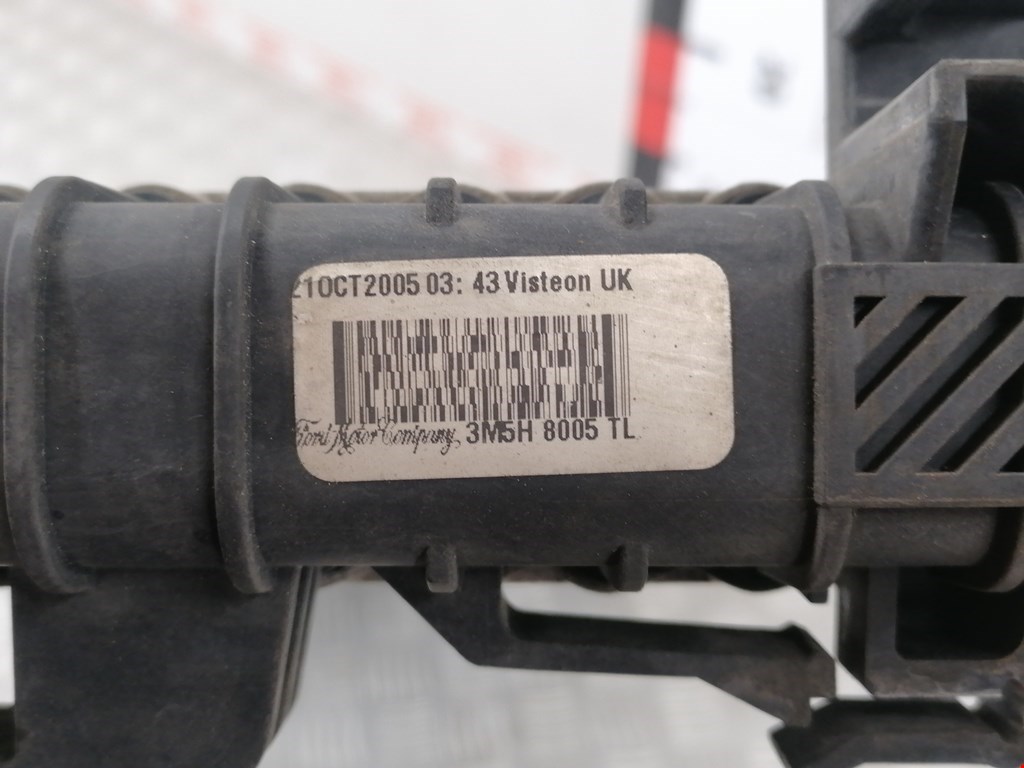 21OCT2005 03: 43 Visteon UK
Ford Motor Company 3M5H 8005 TL